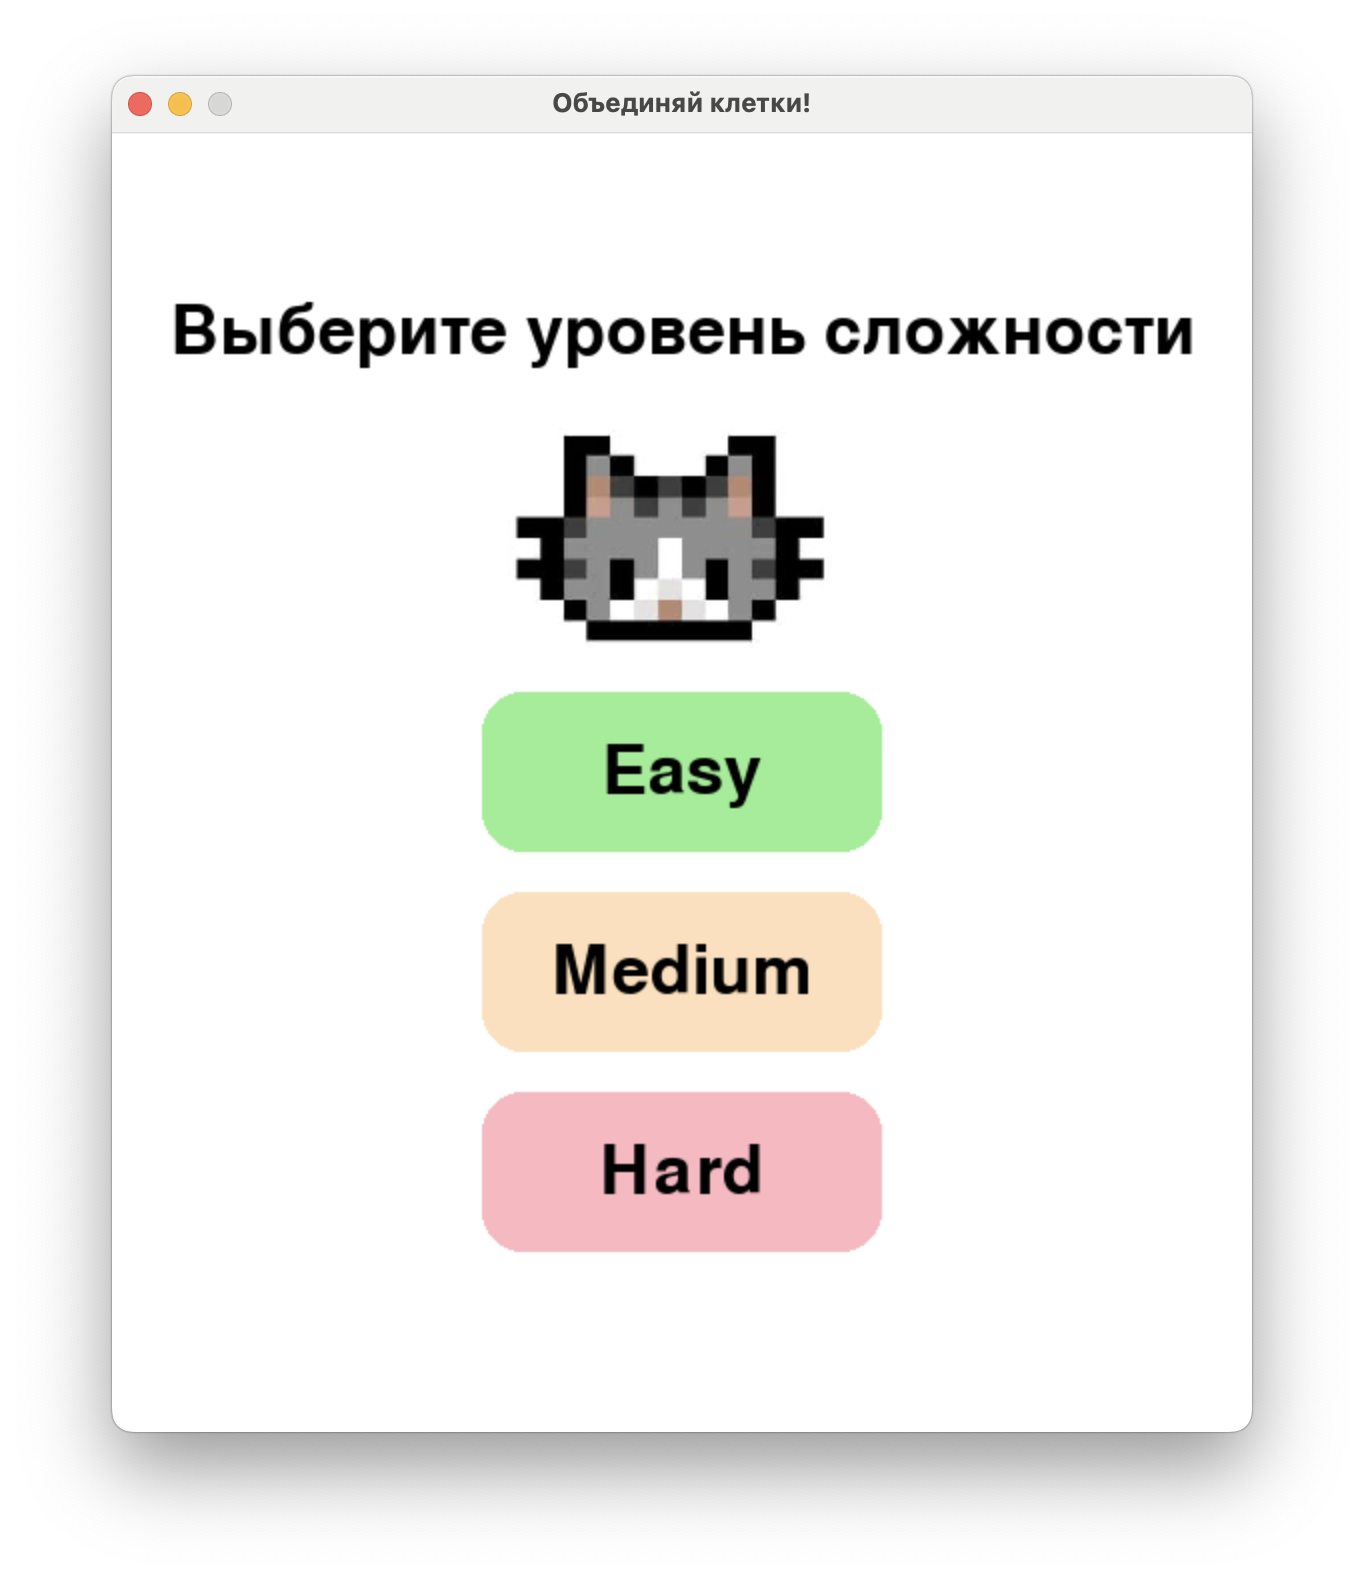 Объединяй клетки!
Выберите уровень сложности
Easy
Medium
Hard